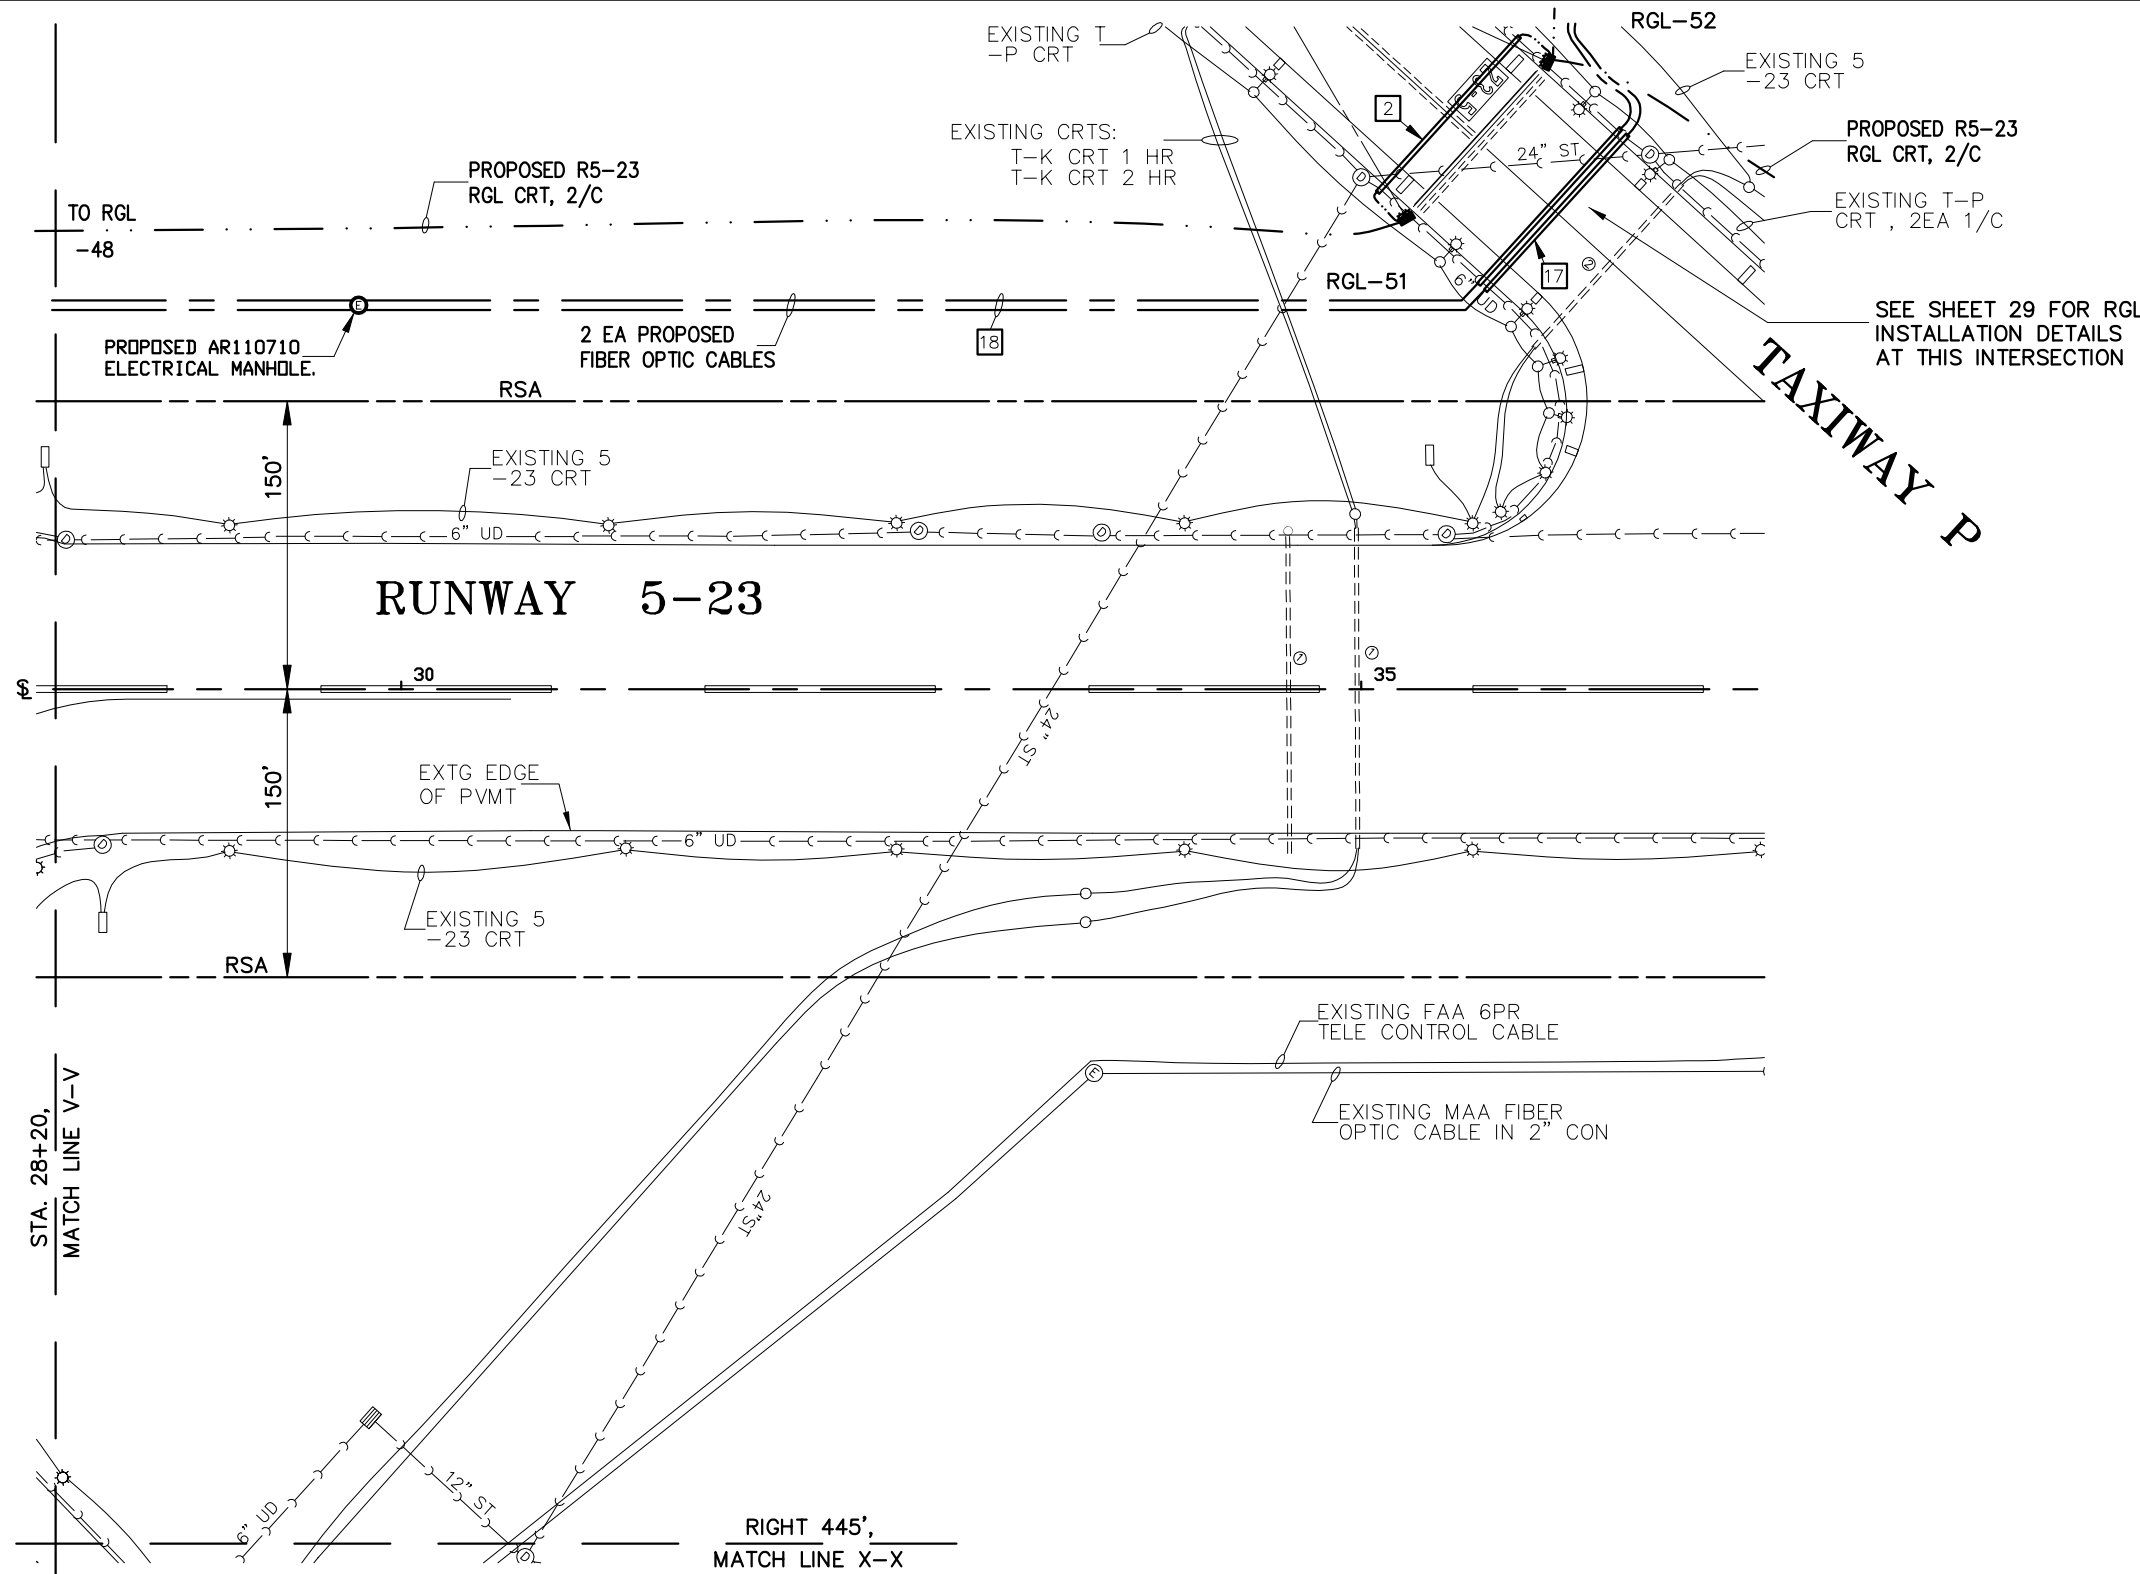 EXISTING T
-P CRT
RGL-52
EXISTING 5
-23 CRT
2
5-23
EXISTING CRTS:
T-K CRT 1 HR
T-K CRT 2 HR
24" ST
PROPOSED R5-23
RGL CRT, 2/C
PROPOSED R5-23
RGL CRT, 2/C
EXISTING T-P
CRT , 2EA 1/C
TO RGL
-48
D
D
2
17
RGL-51
6" UD
SEE SHEET 29 FOR RGL
INSTALLATION DETAILS
AT THIS INTERSECTION
E
PROPOSED AR110710
ELECTRICAL MANHOLE.
2 EA PROPOSED
FIBER OPTIC CABLES
18
TAXIWAY P
RSA
150'
EXISTING 5
-23 CRT
D
6" UD
D
D
D
RUNWAY 5-23
1
1
℄
30
35
24" ST
150'
EXTG EDGE
OF PVMT
D
6" UD
EXISTING 5
-23 CRT
RSA
EXISTING FAA 6PR
TELE CONTROL CABLE
E
EXISTING MAA FIBER
OPTIC CABLE IN 2" CON
STA. 28+20,
MATCH LINE V-V
24"ST
12" ST
6" UD
D
RIGHT 445',
MATCH LINE X-X